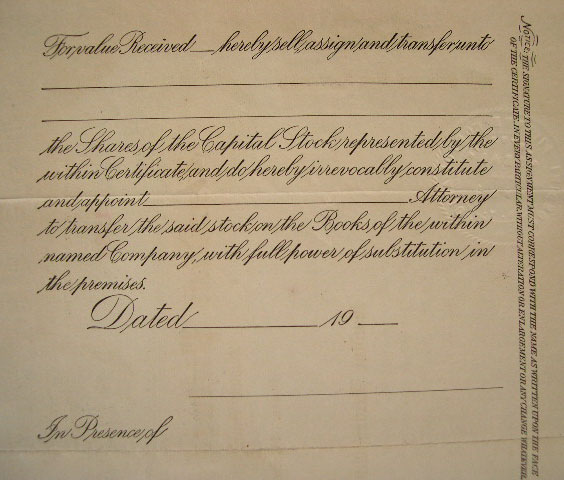 For value Received ____ hereby sell, assign and transfer unto
the Shares of the Capital Stock represented by the
within Certificate, and do hereby irrevocably constitute
and appoint ____ Attorney
to transfer the said stock on the Books of the within
named Company, with full power of substitution in
the premises.
Dated ____ 19 __
In Presence of
NOTICE: THE SIGNATURE TO THIS ASSIGNMENT MUST CORRESPOND WITH THE NAME AS WRITTEN UPON THE FACE
OF THE CERTIFICATE, IN EVERY PARTICULAR, WITHOUT ALTERATION OR ENLARGEMENT OR ANY CHANGE WHATEVER.